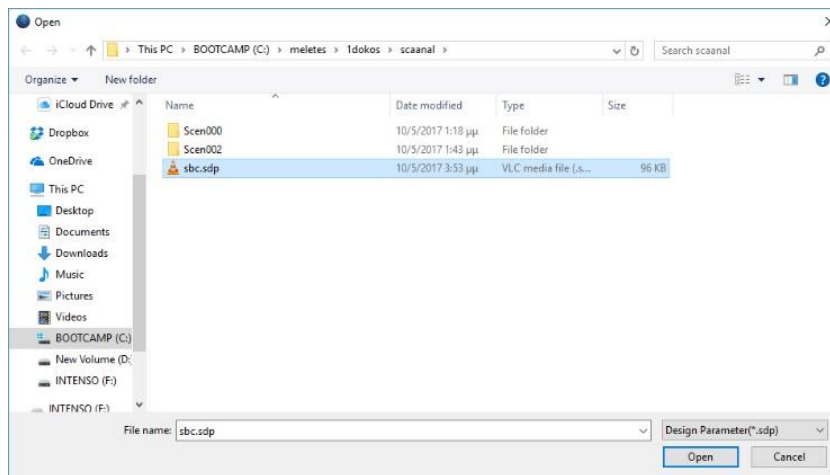 Open
This PC > BOOTCAMP (C:) > meletes > 1dokos > scaanal >
Search scaanal
Organize
New folder
iCloud Drive
Dropbox
OneDrive
This PC
Desktop
Documents
Downloads
Music
Pictures
Videos
BOOTCAMP (C:)
New Volume (D:
INTENSO (F:)
INTENSO (F:)
Name Date modified Type Size
Scen000 10/5/2017 1:18 μμ File folder
Scen002 10/5/2017 1:43 μμ File folder
sbc.sdp 10/5/2017 3:53 μμ VLC media file (.s... 96 KB
File name: sbc.sdp
Design Parameter(*.sdp)
Open Cancel